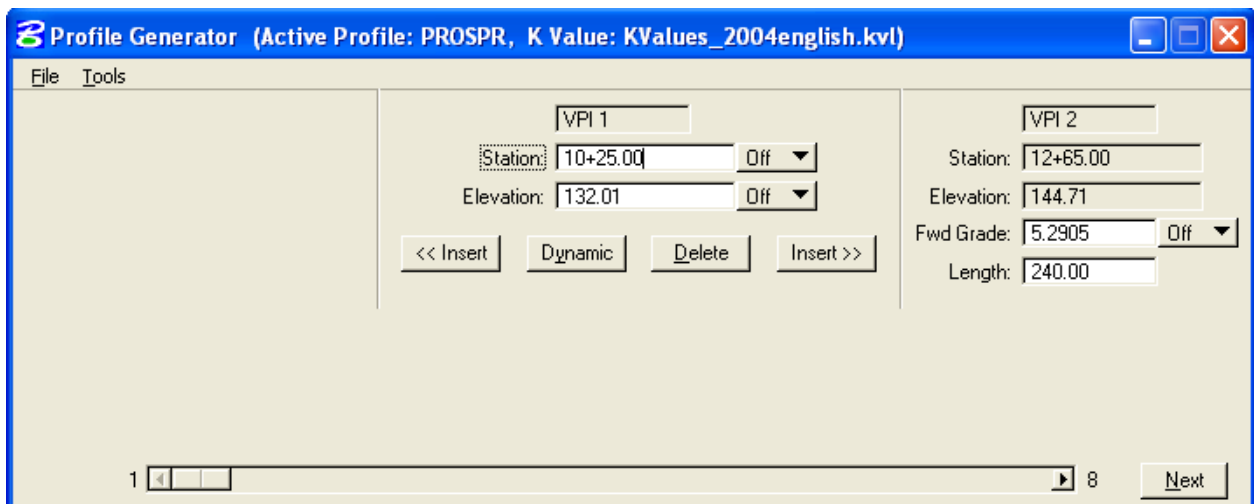 Profile Generator (Active Profile: PROSPR, K Value: KValues_2004english.kvl)
File Tools
VPI 1
Station: 10+25.00 Off
Elevation: 132.01 Off
<< Insert Dynamic Delete Insert >>
VPI 2
Station: 12+65.00
Elevation: 144.71
Fwd Grade: 5.2905 Off
Length: 240.00
1 8 Next